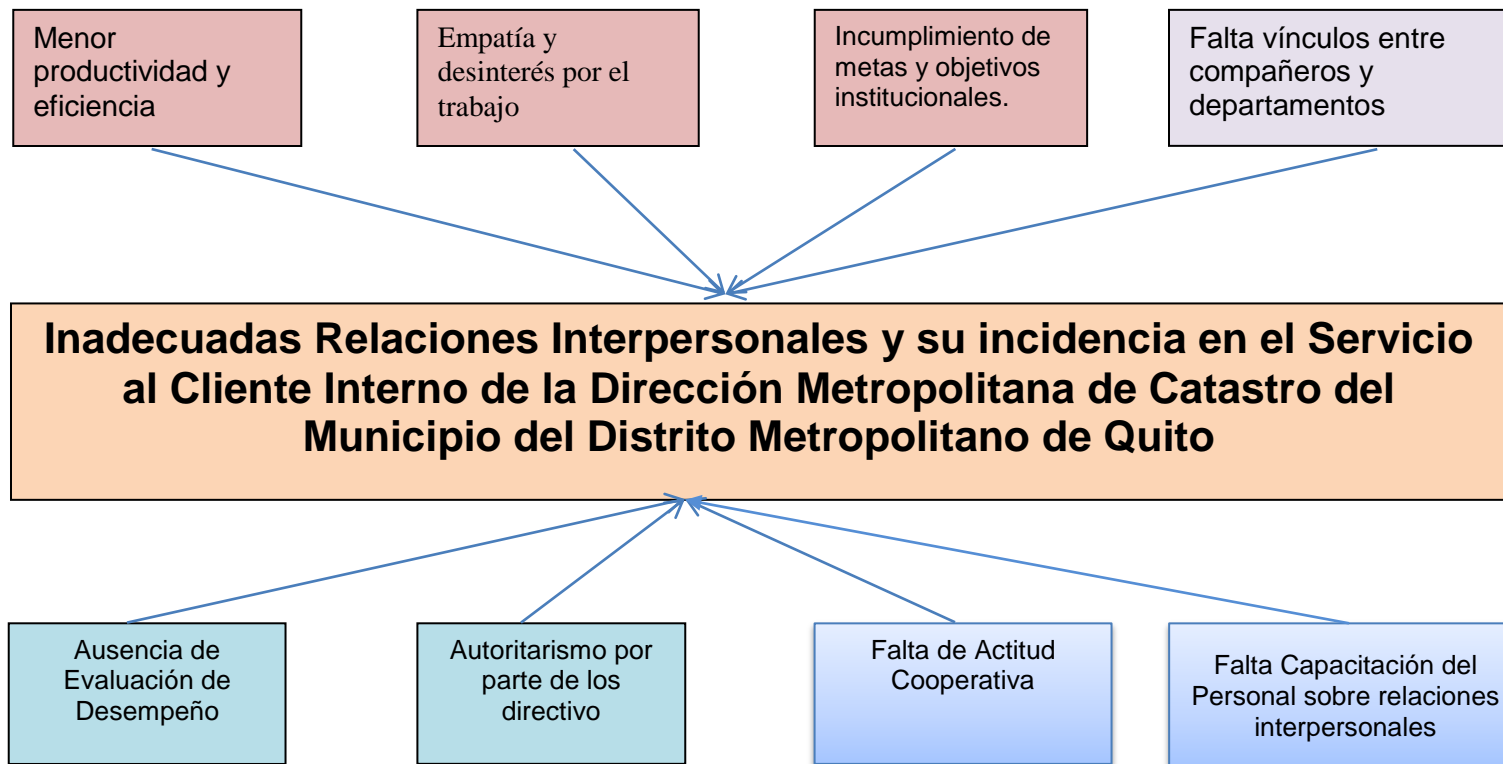 Menor
productividad y
eficiencia
Empatía y
desinterés por el
trabajo
Incumplimiento de
metas y objetivos
institucionales.
Falta vínculos entre
compañeros y
departamentos
Inadecuadas Relaciones Interpersonales y su incidencia en el Servicio
al Cliente Interno de la Dirección Metropolitana de Catastro del
Municipio del Distrito Metropolitano de Quito
Ausencia de
Evaluación de
Desempeño
Autoritarismo por
parte de los
directivo
Falta de Actitud
Cooperativa
Falta Capacitación del
Personal sobre relaciones
interpersonales